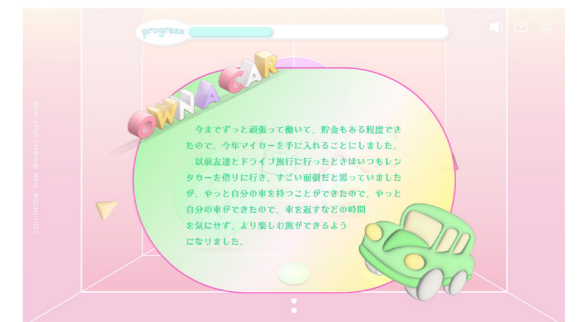 progress
OWN A CAR
今までずっと頑張って働いて、貯金もある程度でき
たので、今年マイカーを手に入れることにしました。
以前友達とドライブ旅行に行ったときはいつもレン
タカーを借りに行き、すごい面倒だと思っていました
が、やっと自分の車を持つことができたので、やっと
自分の車ができたので、車を返すなどの時間
を気にせず、より楽しむ旅ができるよう
になりました。